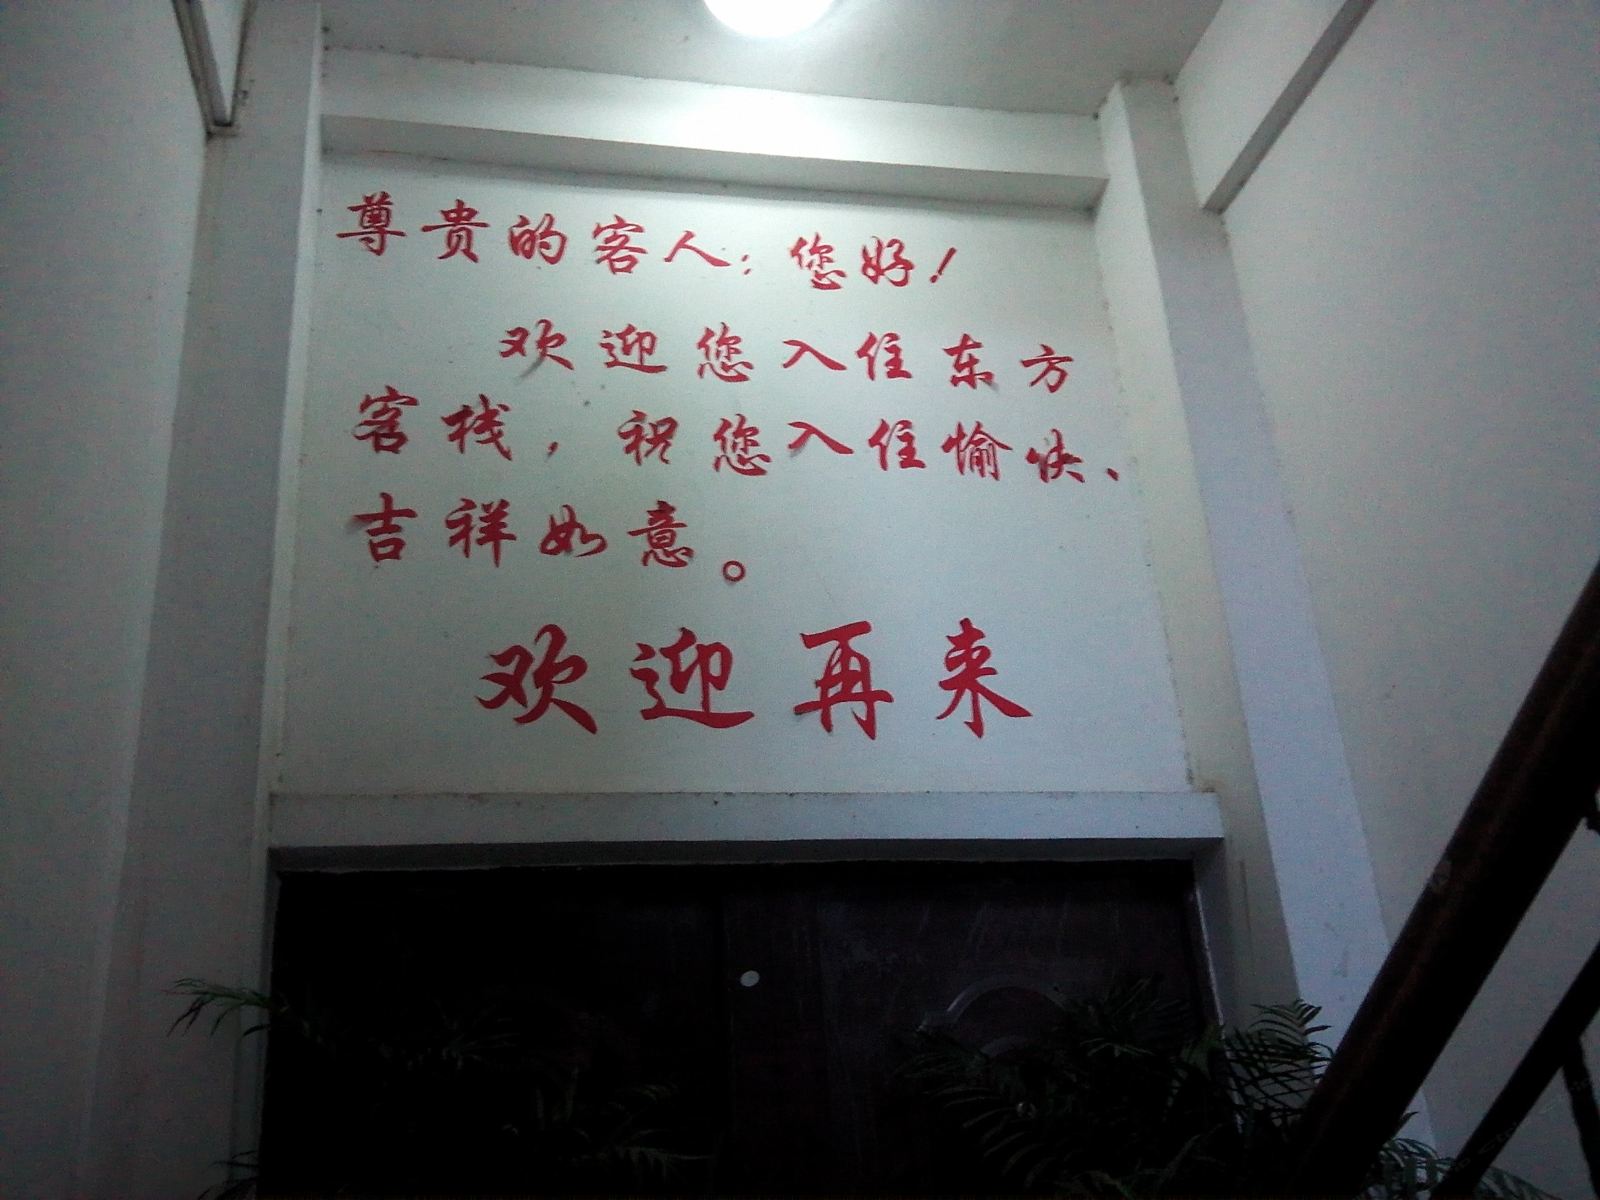 尊贵的客人：您好！
欢迎您入住东方
客栈，祝您入住愉快、
吉祥如意。
欢迎再来